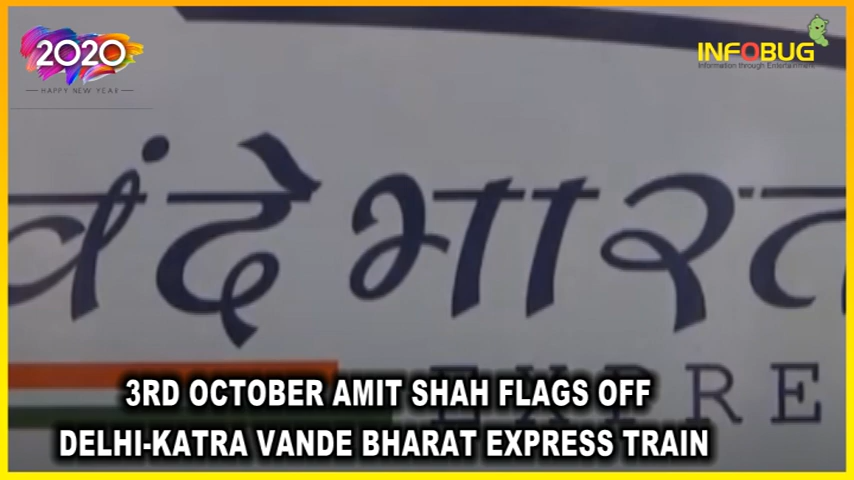 2020
HAPPY NEW YEAR
INFOBUG
Information through Entertainment
वंदे भारत
EXPRE
3RD OCTOBER AMIT SHAH FLAGS OFF
DELHI-KATRA VANDE BHARAT EXPRESS TRAIN